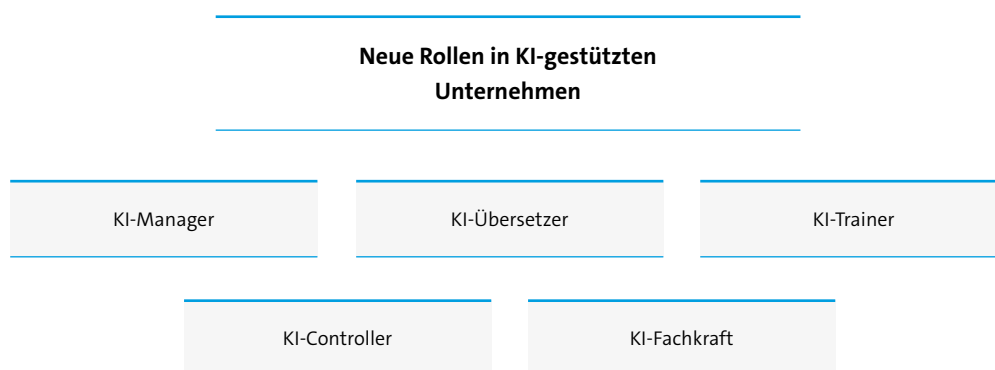 Neue Rollen in KI-gestützten
Unternehmen
KI-Manager
KI-Übersetzer
KI-Trainer
KI-Controller
KI-Fachkraft